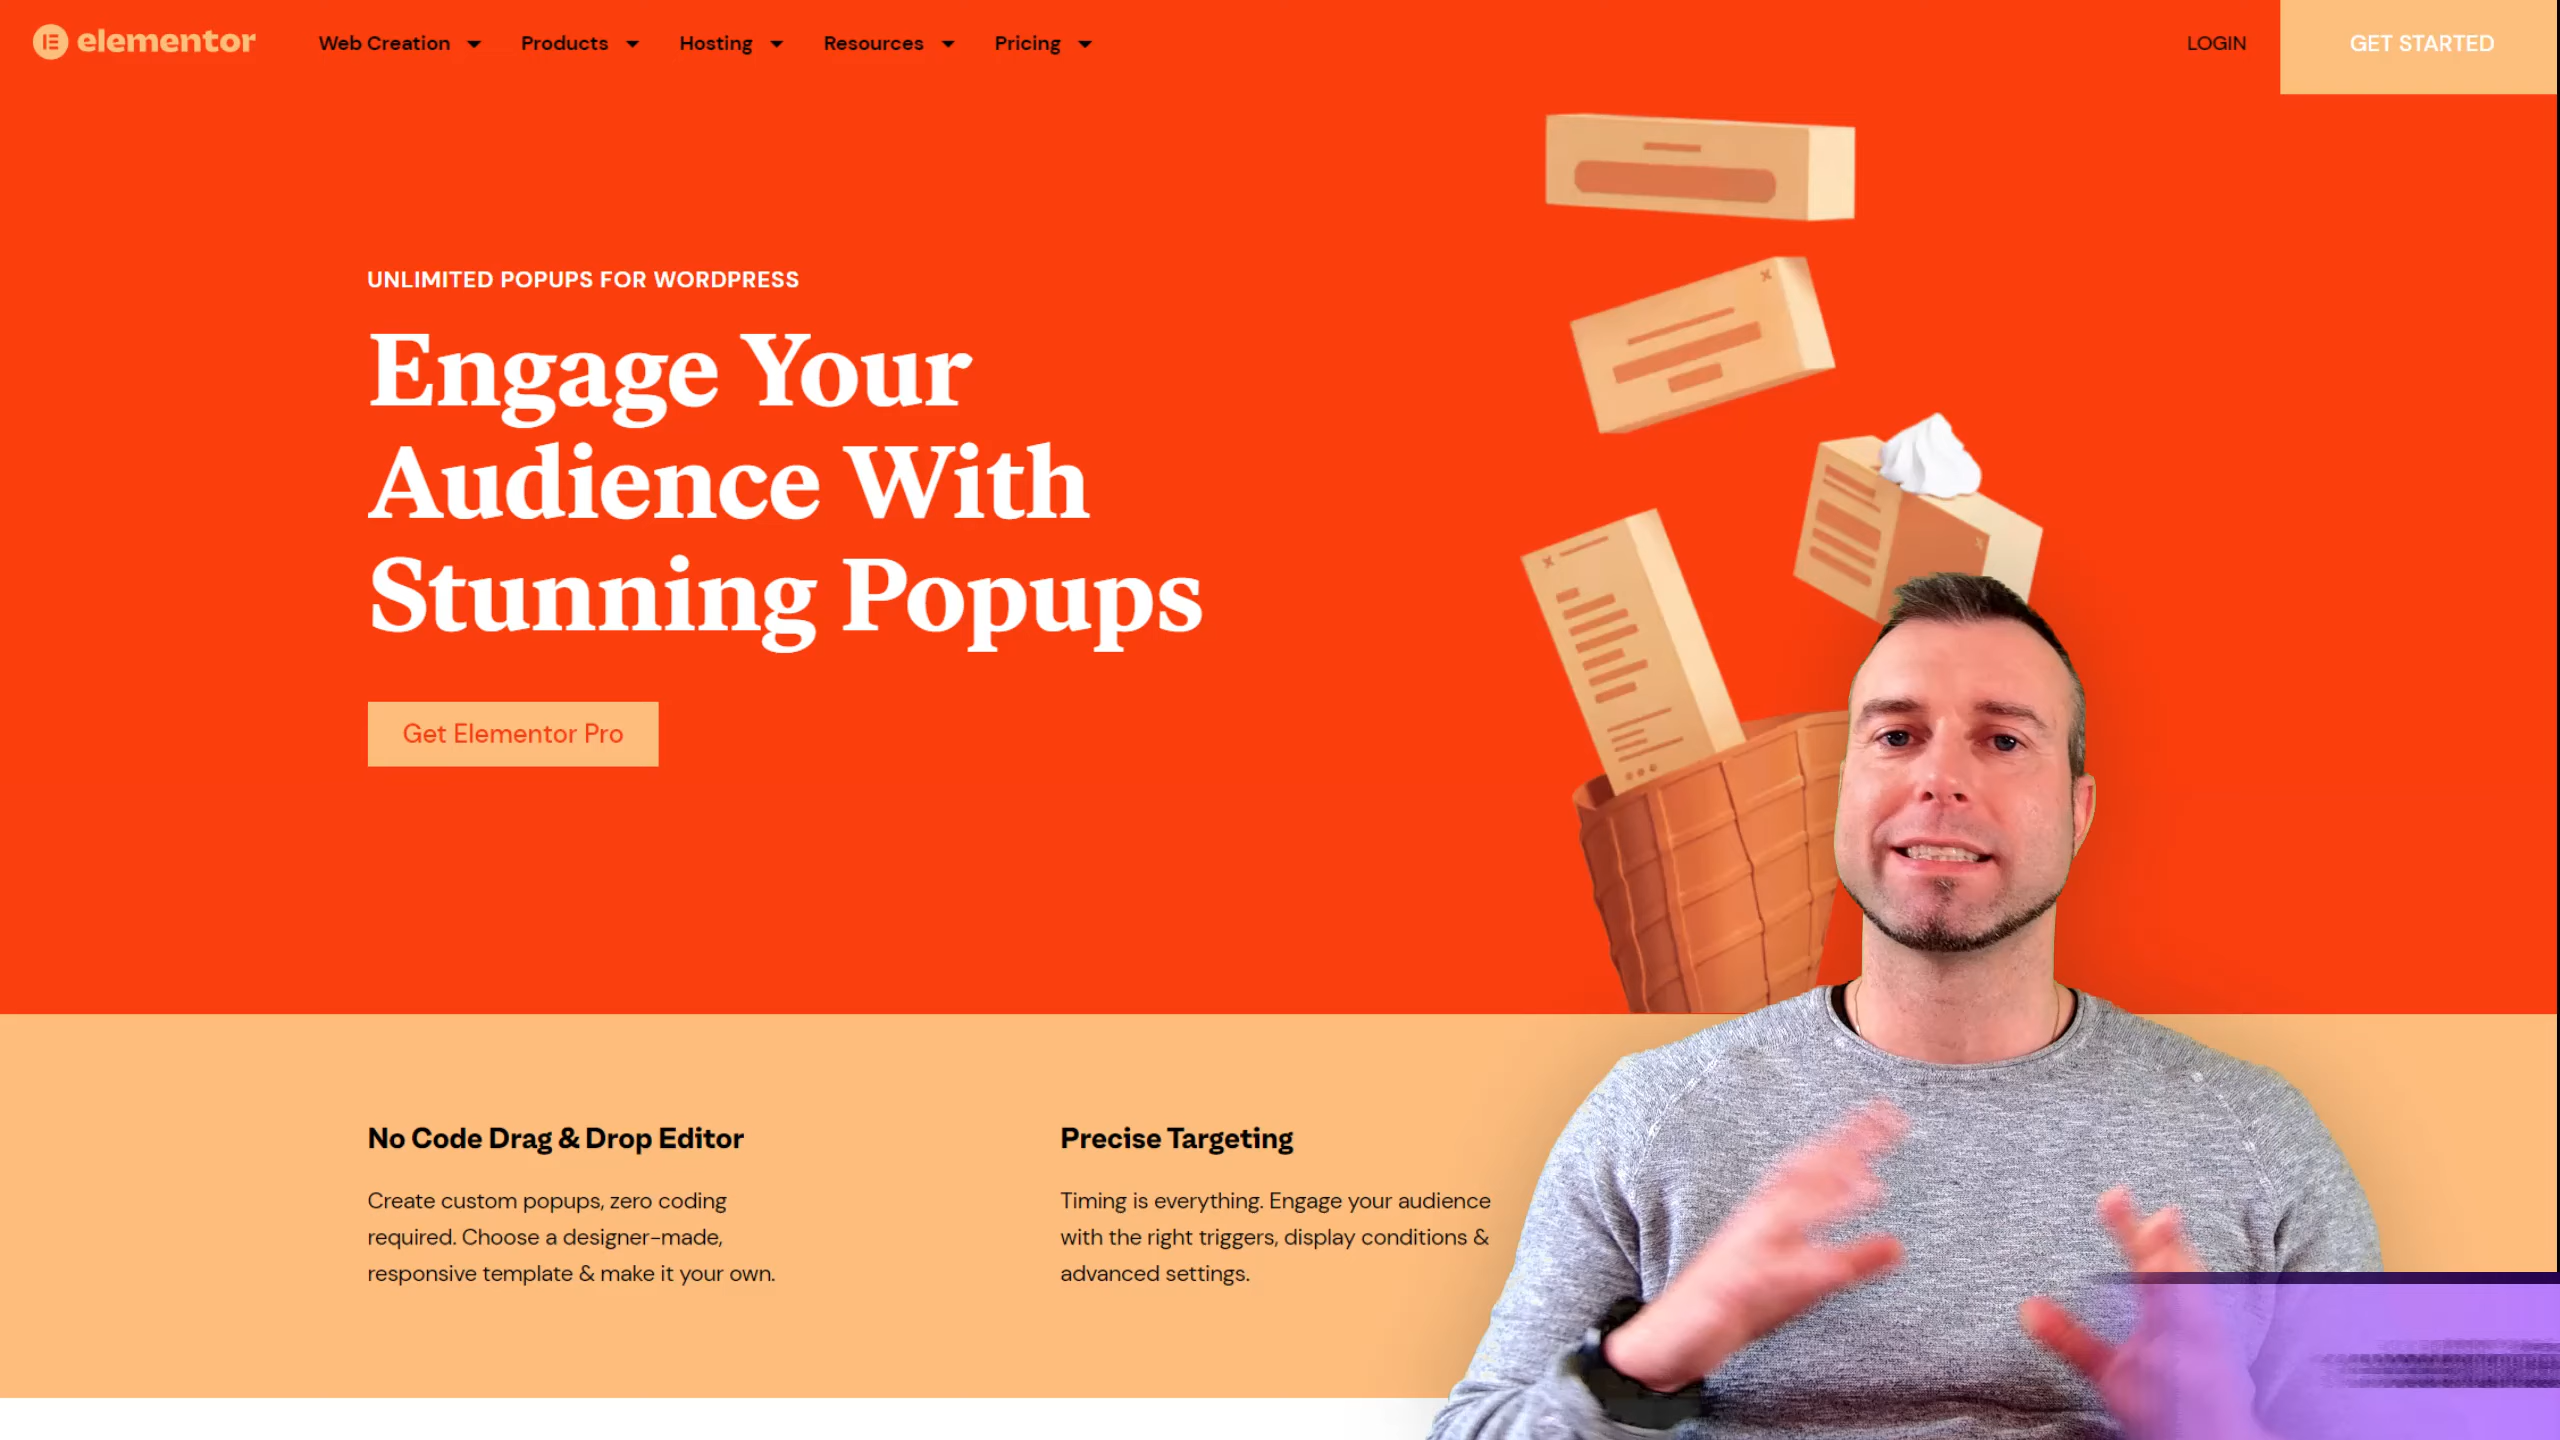 elementor
Web Creation
Products
Hosting
Resources
Pricing
LOGIN
GET STARTED
UNLIMITED POPUPS FOR WORDPRESS
Engage Your
Audience With
Stunning Popups
Get Elementor Pro
No Code Drag & Drop Editor
Create custom popups, zero coding
required. Choose a designer-made,
responsive template & make it your own.
Precise Targeting
Timing is everything. Engage your audience
with the right triggers, display conditions &
advanced settings.